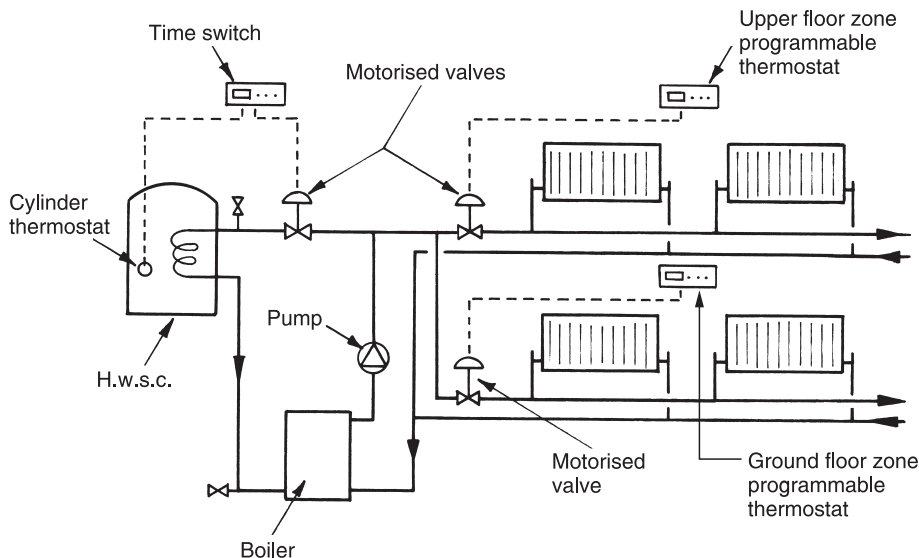 Time switch
Motorised valves
Upper floor zone
programmable
thermostat
Cylinder
thermostat
Pump
H.w.s.c.
Motorised
valve
Ground floor zone
programmable
thermostat
Boiler